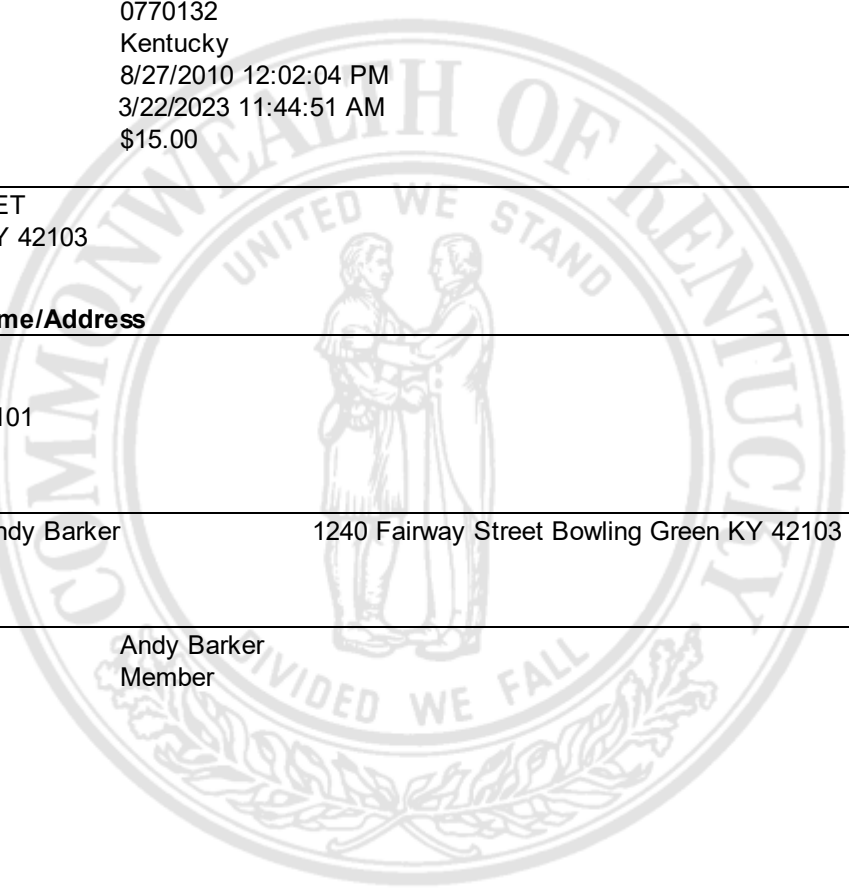 0770132
Kentucky
8/27/2010 12:02:04 PM
3/22/2023 11:44:51 AM
$15.00
ET
Y 42103
me/Address
101
ndy Barker 1240 Fairway Street Bowling Green KY 42103
Andy Barker
Member
COMMONWEALTH OF KENTUCKY
UNITED WE STAND
DIVIDED WE FALL